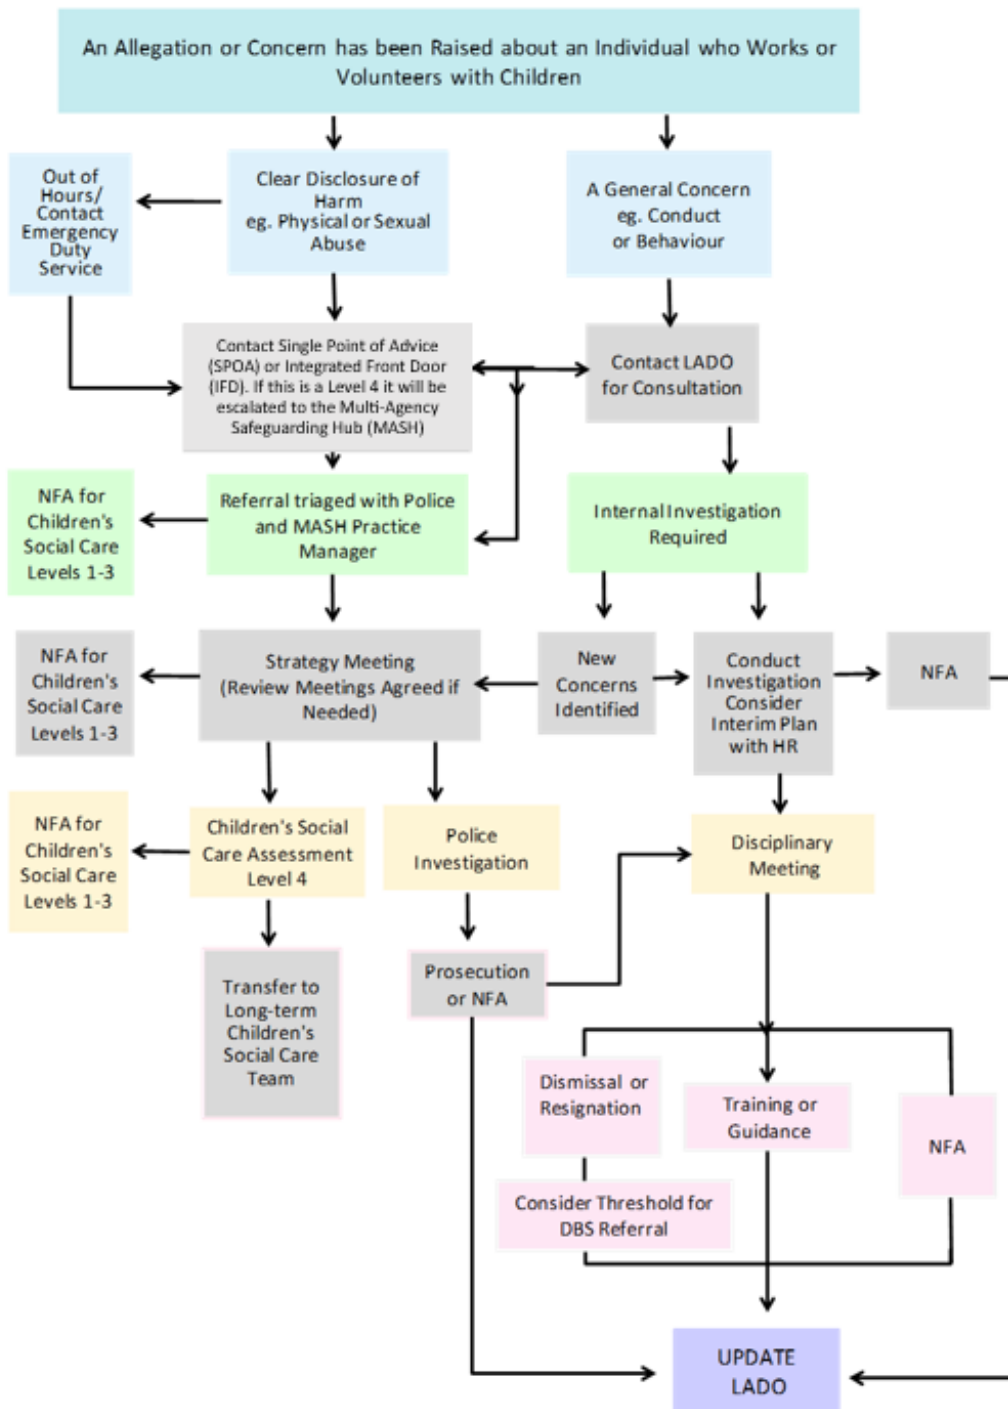 An Allegation or Concern has been Raised about an Individual who Works or
Volunteers with Children
Out of
Hours/
Contact
Emergency
Duty
Service
Clear Disclosure of
Harm
eg. Physical or Sexual
Abuse
A General Concern
eg. Conduct
or Behaviour
Contact Single Point of Advice
(SPOA) or Integrated Front Door
(IFD). If this is a Level 4 it will be
escalated to the Multi-Agency
Safeguarding Hub (MASH)
Contact LADO
for Consultation
NFA for
Children's
Social Care
Levels 1-3
Referral triaged with Police
and MASH Practice
Manager
Internal Investigation
Required
NFA for
Children's
Social Care
Levels 1-3
Strategy Meeting
(Review Meetings Agreed if
Needed)
New
Concerns
Identified
Conduct
Investigation
Consider
Interim Plan
with HR
NFA
NFA for
Children's
Social Care
Levels 1-3
Children's Social
Care Assessment
Level 4
Police
Investigation
Disciplinary
Meeting
Transfer to
Long-term
Children's
Social Care
Team
Prosecution
or NFA
Dismissal or
Resignation
Training or
Guidance
NFA
Consider Threshold for
DBS Referral
UPDATE
LADO